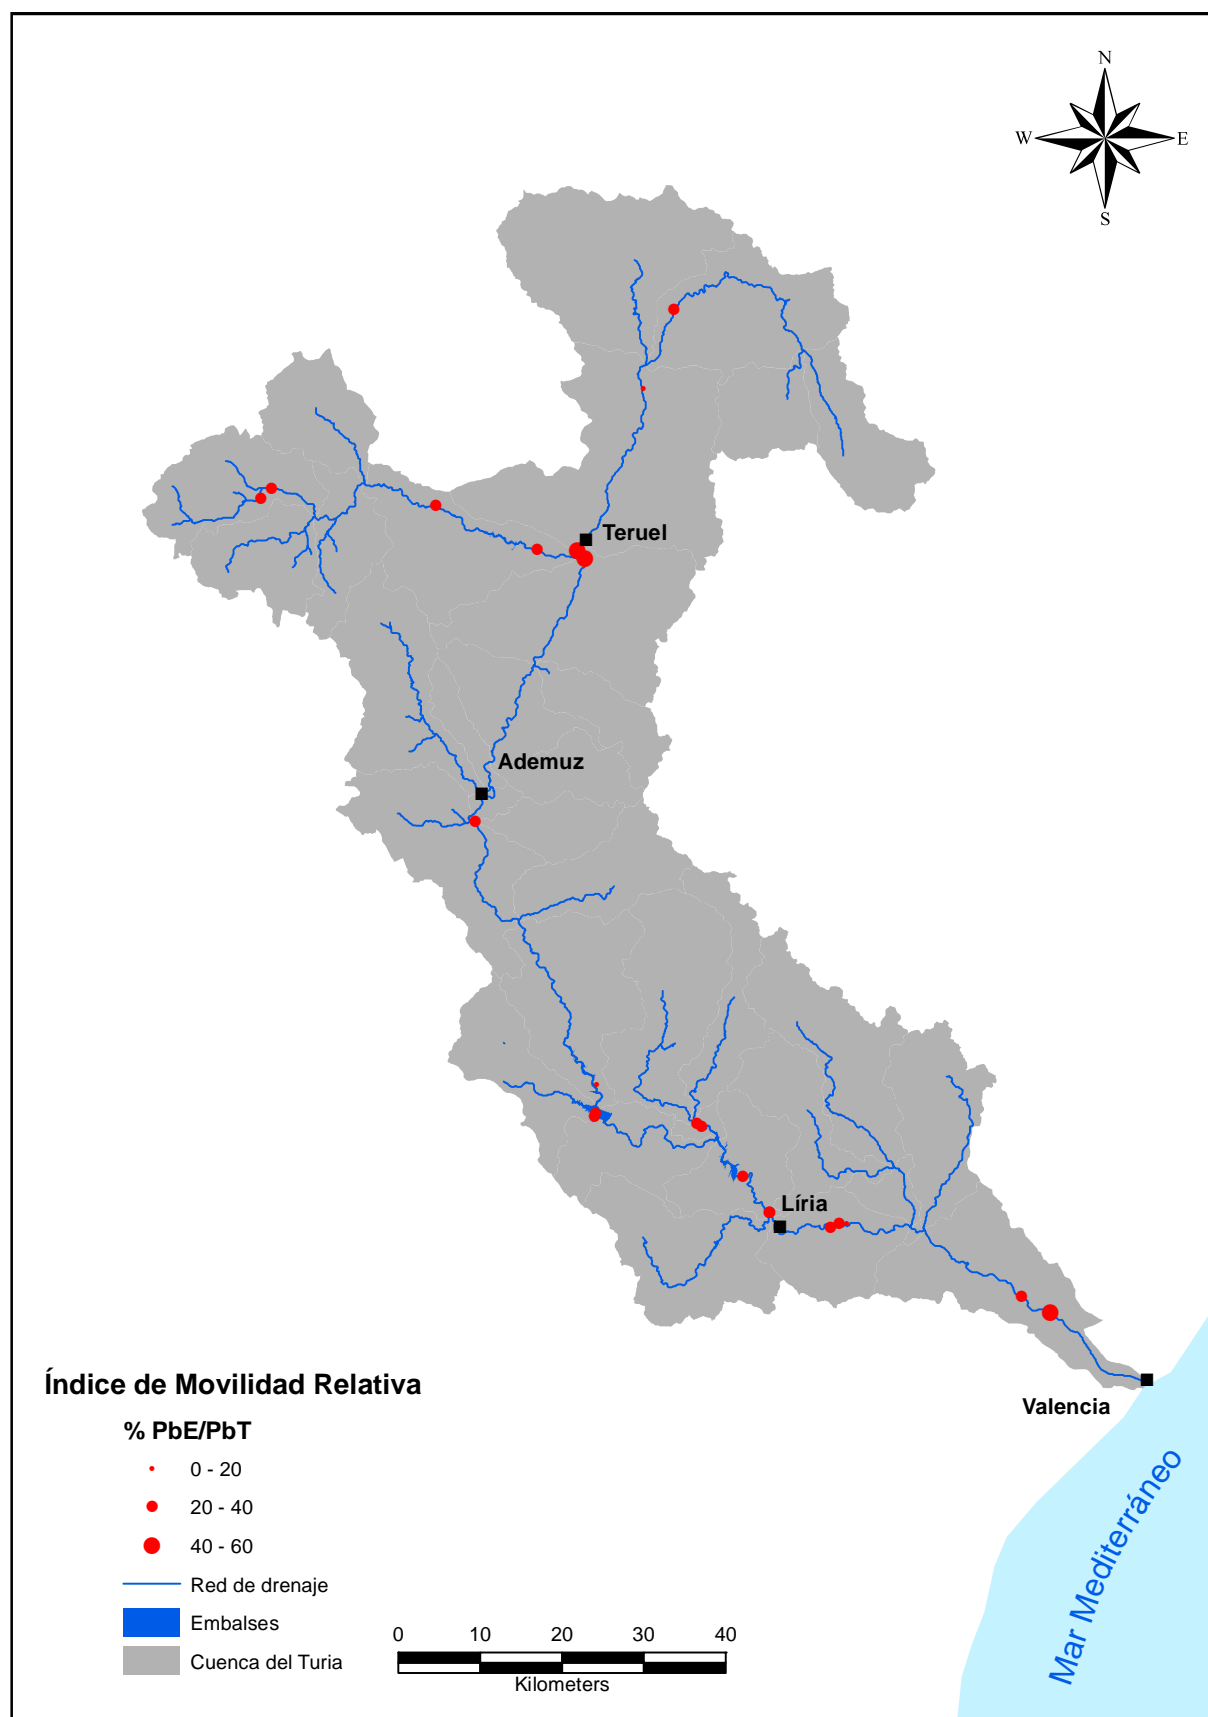 N
W
E
S
Teruel
Ademuz
Líria
Valencia
Mar Mediterráneo
Índice de Movilidad Relativa
% PbE/PbT
0 - 20
20 - 40
40 - 60
Red de drenaje
Embalses
Cuenca del Turia
0 10 20 30 40
Kilometers